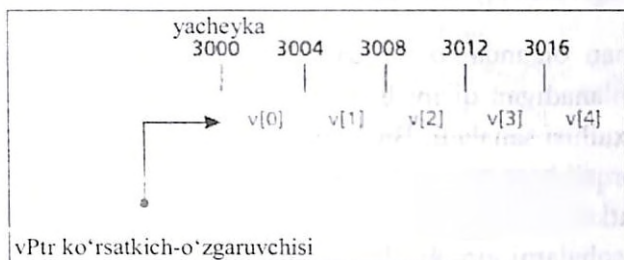 yacheyka
3000 3004 3008 3012 3016
v[0] v[1] v[2] v[3] v[4]
vPtr ko‘rsatkich-o‘zgaruvchisi